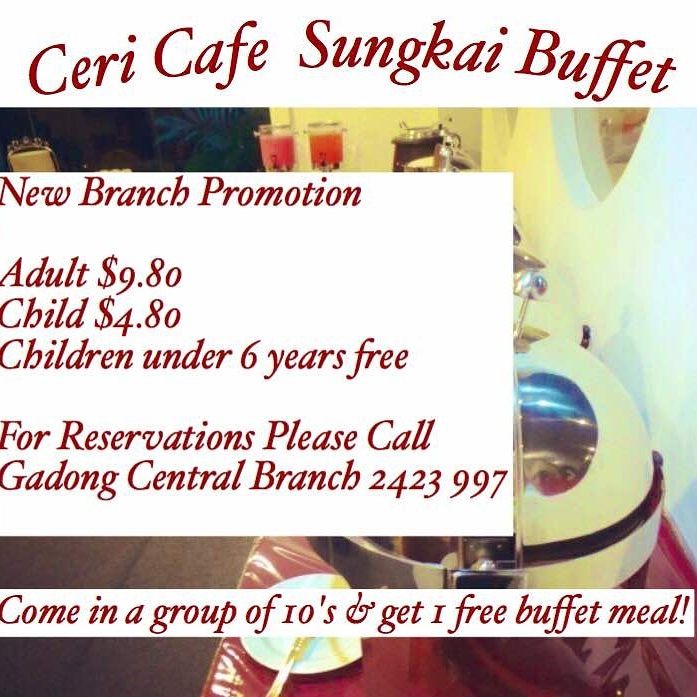 Ceri Cafe Sungkai Buffet
New Branch Promotion
Adult $9.80
Child $4.80
Children under 6 years free
For Reservations Please Call
Gadong Central Branch 2423 997
Come in a group of 10's & get 1 free buffet meal!